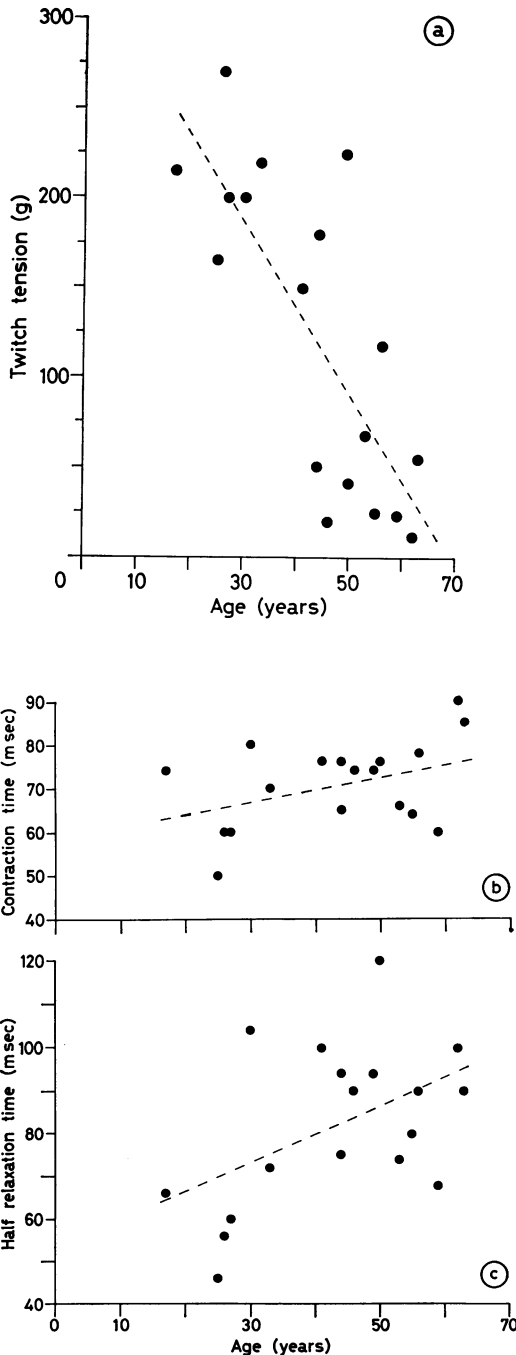 300
a
200
100
Twitch tension (g)
0 10 30 50 70
Age (years)
90
80
70
60
50
40
Contraction time (msec)
b
120
100
80
60
40
Half relaxation time (msec)
c
0 10 30 50 70
Age (years)